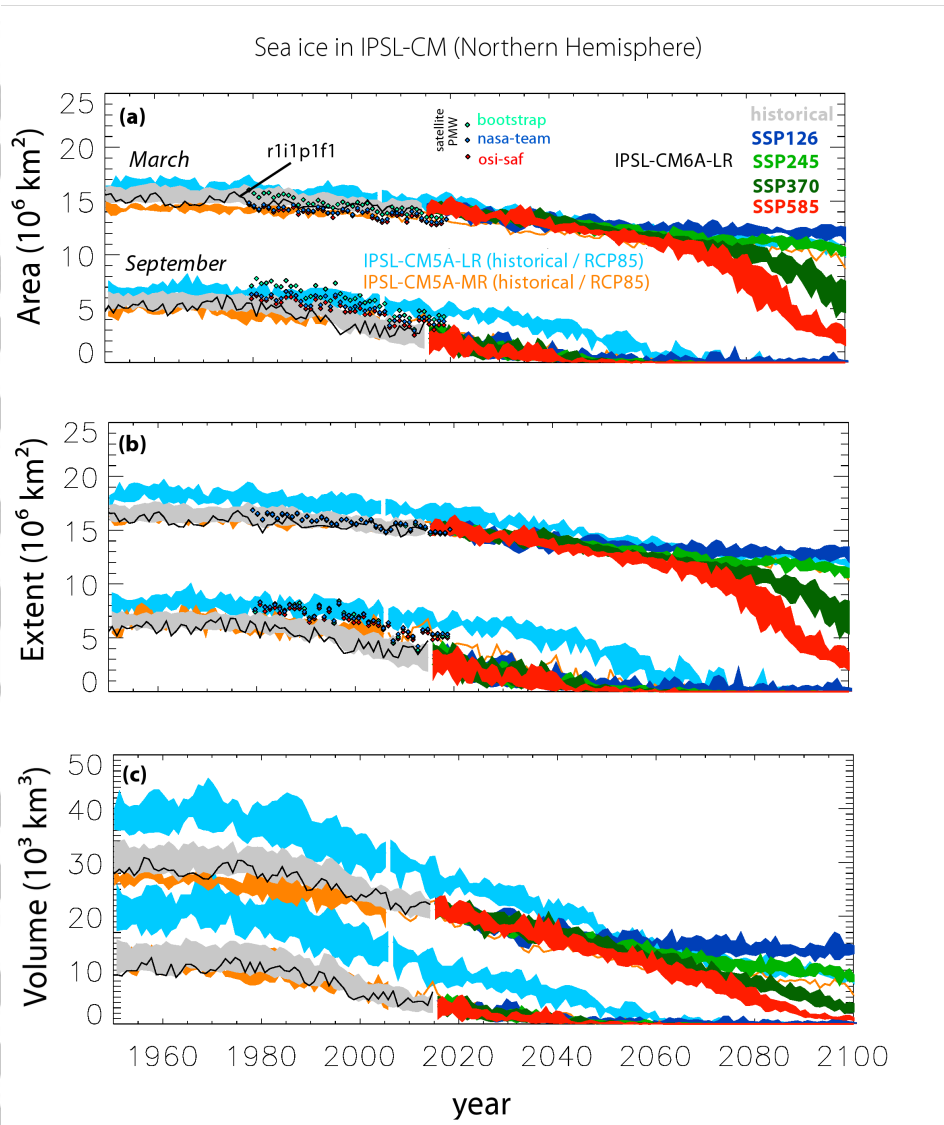 Sea ice in IPSL-CM (Northern Hemisphere)
(a)
25
20
15
10
5
0
Area (10⁶ km²)
March
r1i1p1f1
satellite
PMW
bootstrap
nasa-team
osi-saf
IPSL-CM6A-LR
historical
SSP126
SSP245
SSP370
SSP585
September
IPSL-CM5A-LR (historical / RCP85)
IPSL-CM5A-MR (historical / RCP85)
(b)
25
20
15
10
5
0
Extent (10⁶ km²)
(c)
50
40
30
20
10
0
Volume (10³ km³)
1960 1980 2000 2020 2040 2060 2080 2100
year